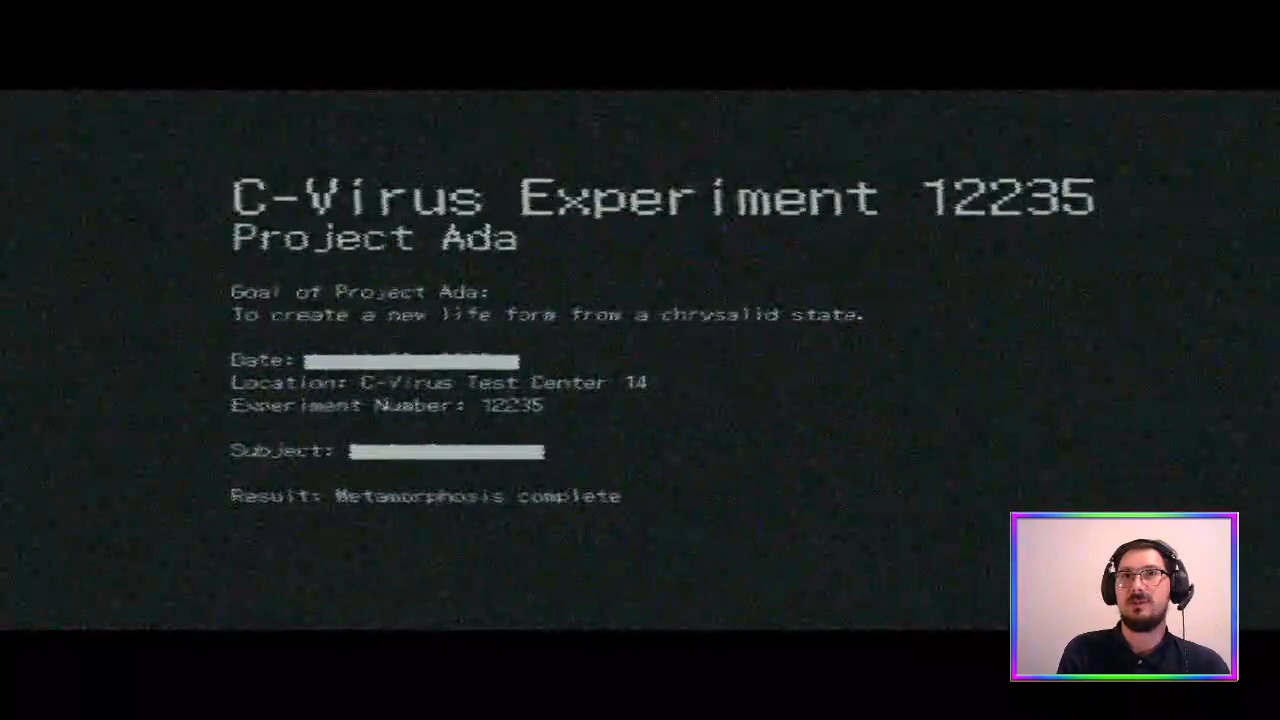 C-Virus Experiment 12235
Project Ada
Goal of Project Ada:
To create a new life form from a chrysalid state.
Date:
Location: C-Virus Test Center 14
Experiment Number: 12235
Subject:
Result: Metamorphosis complete